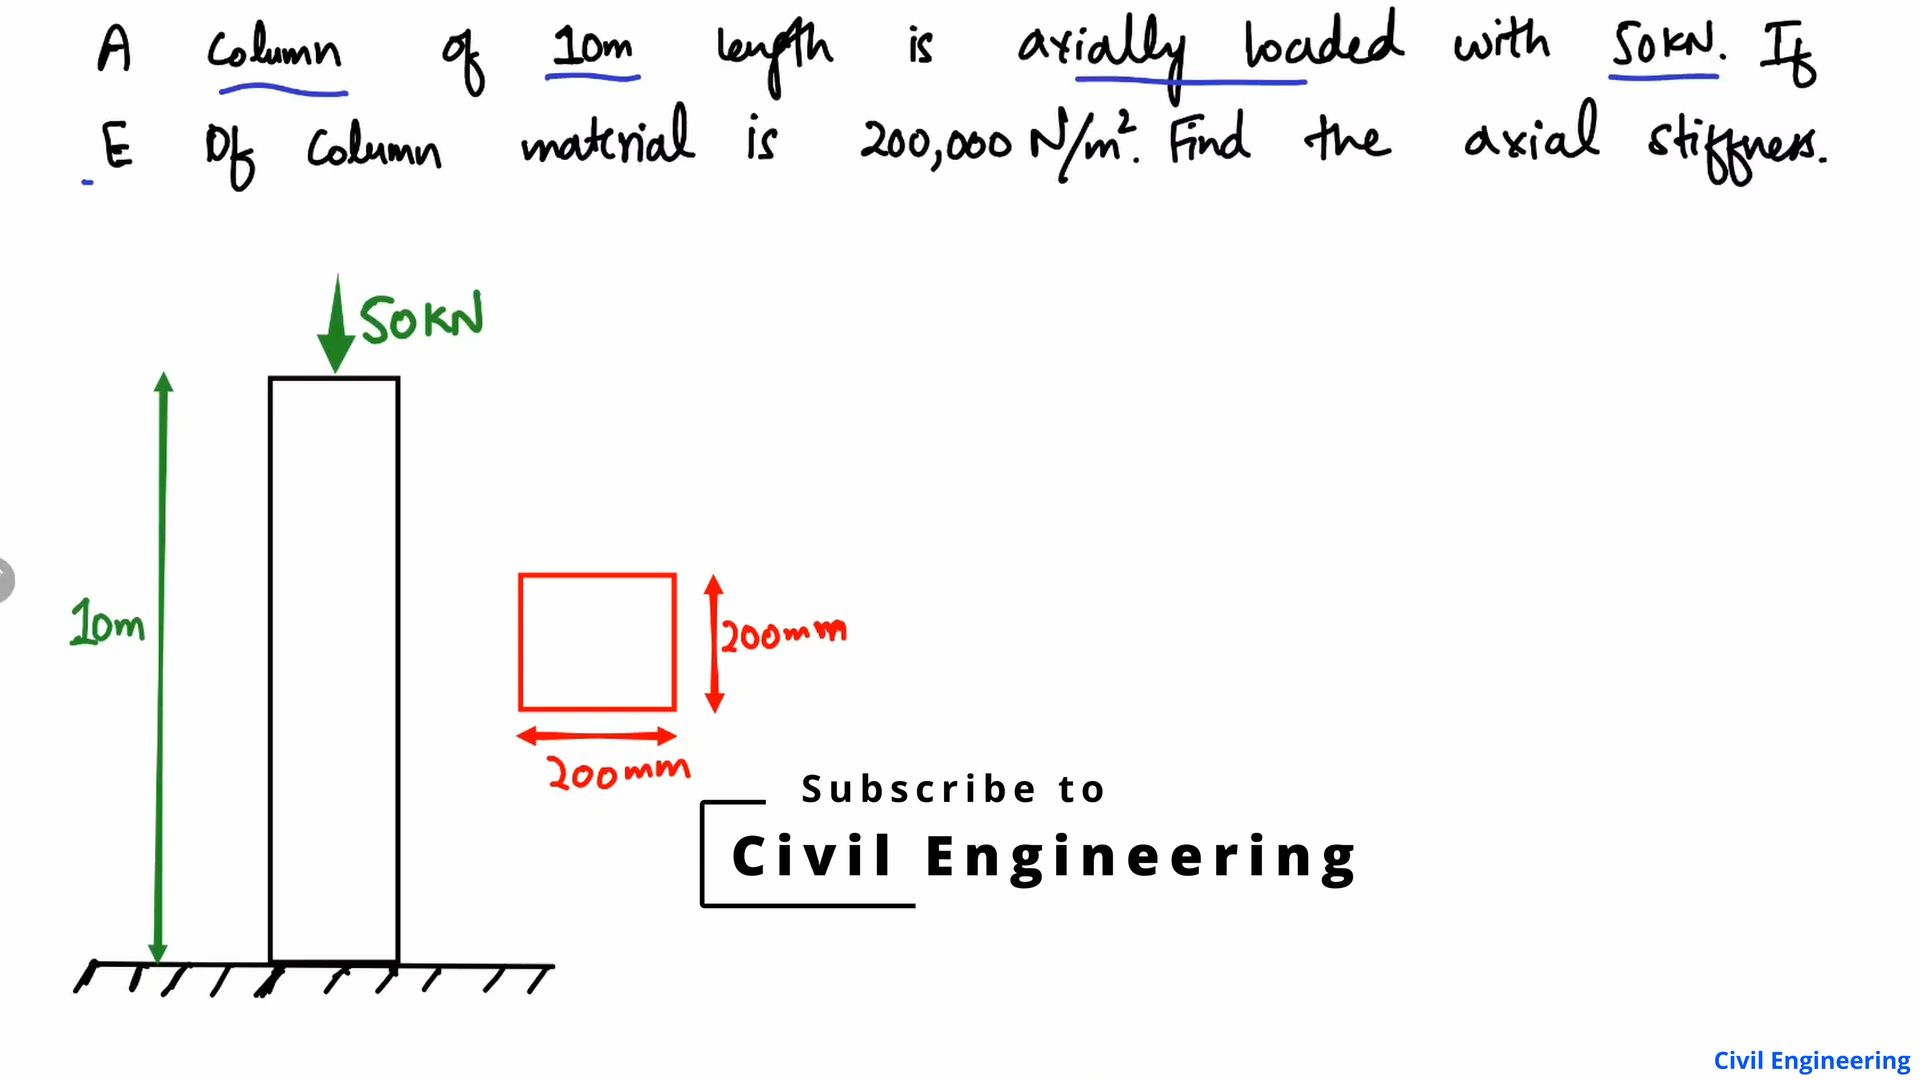 A column of 10m length is axially loaded with 50KN. If
E Of column material is 200,000 N/m². Find the axial stiffness.
50KN
10m
200mm
200mm
Subscribe to
Civil Engineering
Civil Engineering